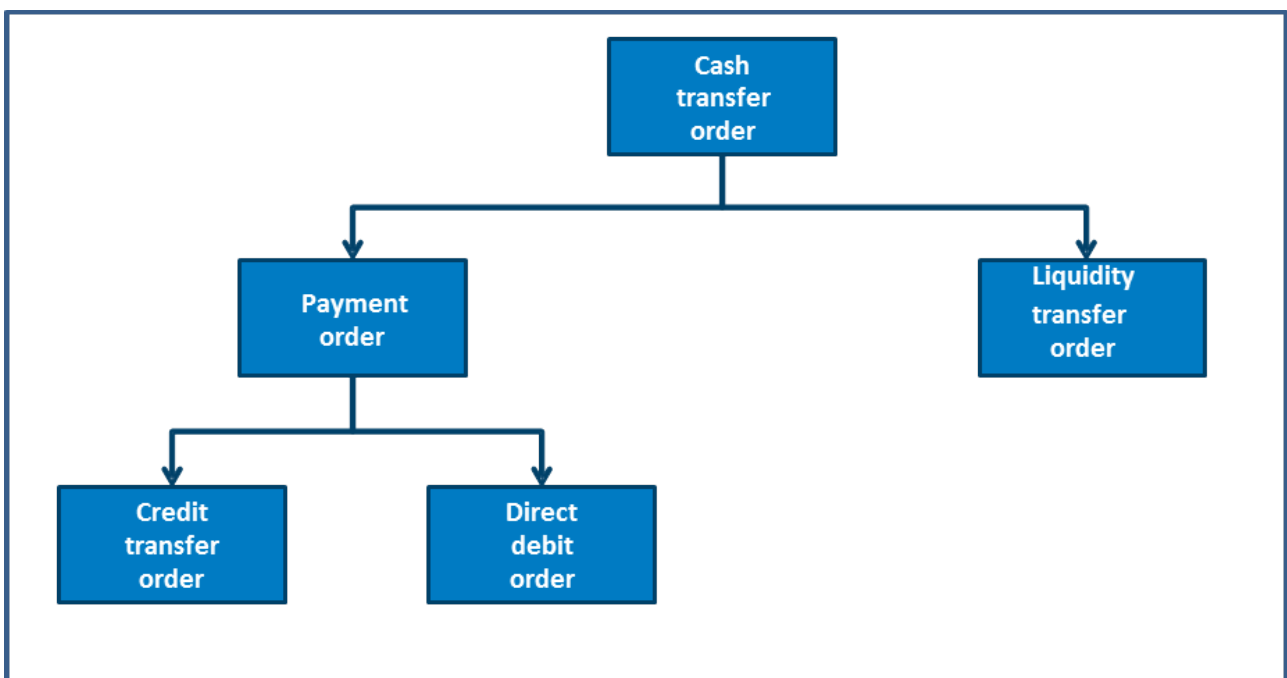 Cash
transfer
order
Payment
order
Liquidity
transfer
order
Credit
transfer
order
Direct
debit
order